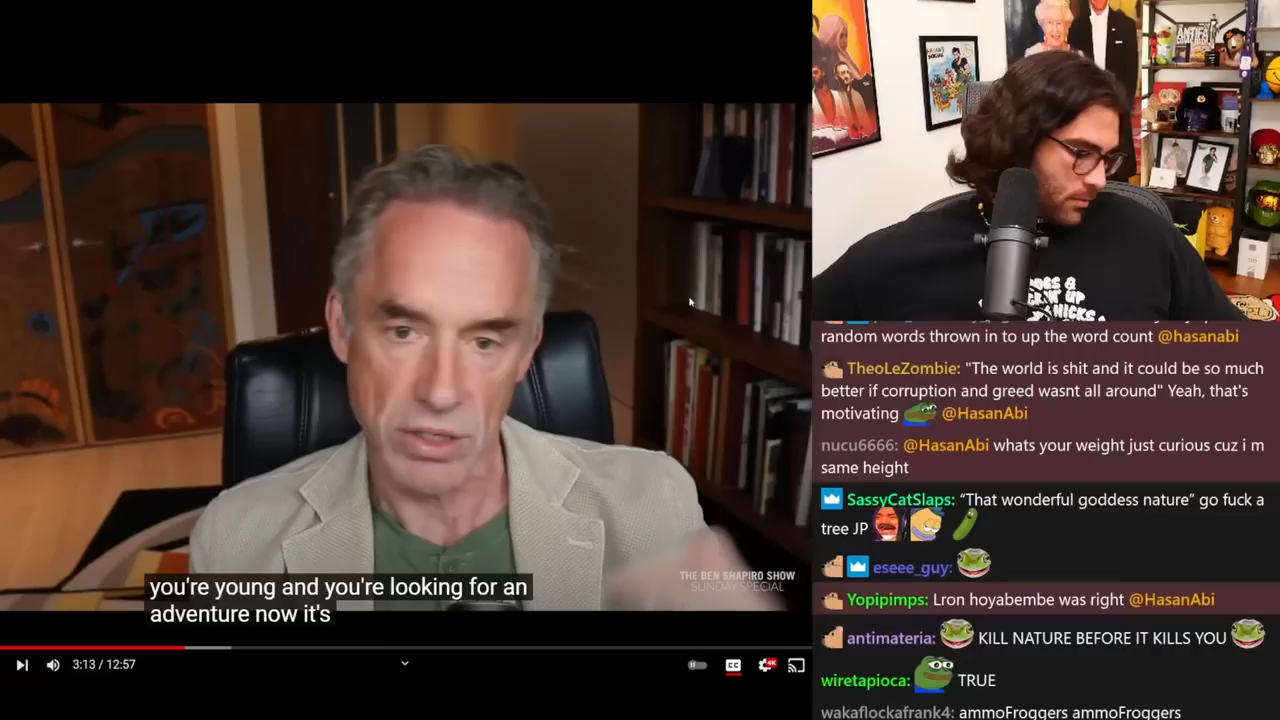 you're young and you're looking for an
adventure now it's
THE BEN SHAPIRO SHOW
SUNDAY SPECIAL
3:13 / 12:57
CC
4K
ANTIFA
random words thrown in to up the word count @hasanabi
TheoLeZombie: "The world is shit and it could be so much
better if corruption and greed wasnt all around" Yeah, that's
motivating @HasanAbi
nucu6666: @HasanAbi whats your weight just curious cuz i m
same height
SassyCatSlaps: “That wonderful goddess nature” go fuck a
tree JP
eseee_guy:
Yopipimps: Lron hoyabembe was right @HasanAbi
antimateria: KILL NATURE BEFORE IT KILLS YOU
wiretapioca: TRUE
wakaflockafrank4: ammoFroggers ammoFroggers